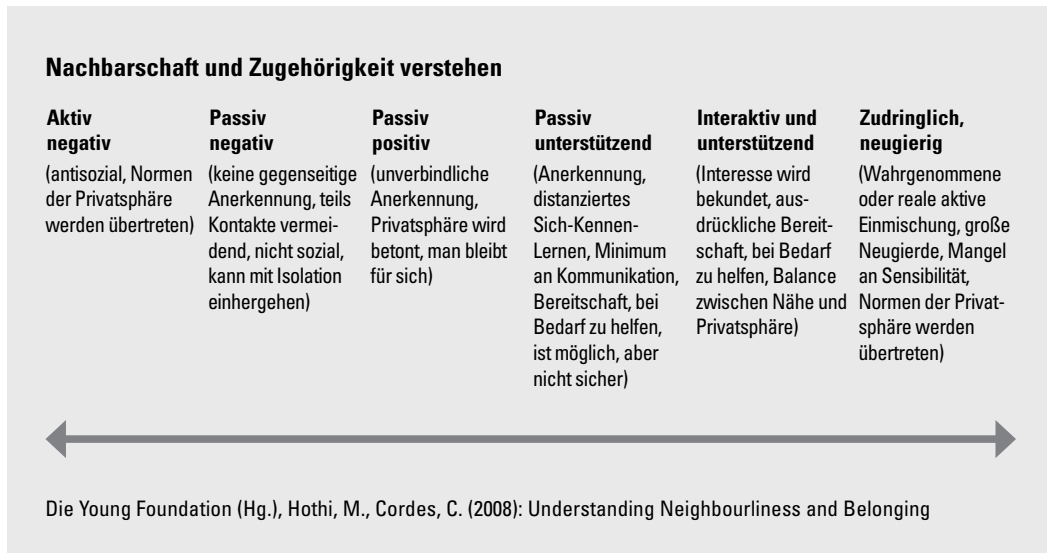 Nachbarschaft und Zugehörigkeit verstehen
Aktiv
negativ
(antisozial, Normen
der Privatsphäre
werden übertreten)
Passiv
negativ
(keine gegenseitige
Anerkennung, teils
Kontakte vermei-
dend, nicht sozial,
kann mit Isolation
einhergehen)
Passiv
positiv
(unverbindliche
Anerkennung,
Privatsphäre wird
betont, man bleibt
für sich)
Passiv
unterstützend
(Anerkennung,
distanziertes
Sich-Kennen-
Lernen, Minimum
an Kommunikation,
Bereitschaft, bei
Bedarf zu helfen,
ist möglich, aber
nicht sicher)
Interaktiv und
unterstützend
(Interesse wird
bekundet, aus-
drückliche Bereit-
schaft, bei Bedarf
zu helfen, Balance
zwischen Nähe und
Privatsphäre)
Zudringlich,
neugierig
(Wahrgenommene
oder reale aktive
Einmischung, große
Neugierde, Mangel
an Sensibilität,
Normen der Privat-
sphäre werden
übertreten)
Die Young Foundation (Hg.), Hothi, M., Cordes, C. (2008): Understanding Neighbourliness and Belonging